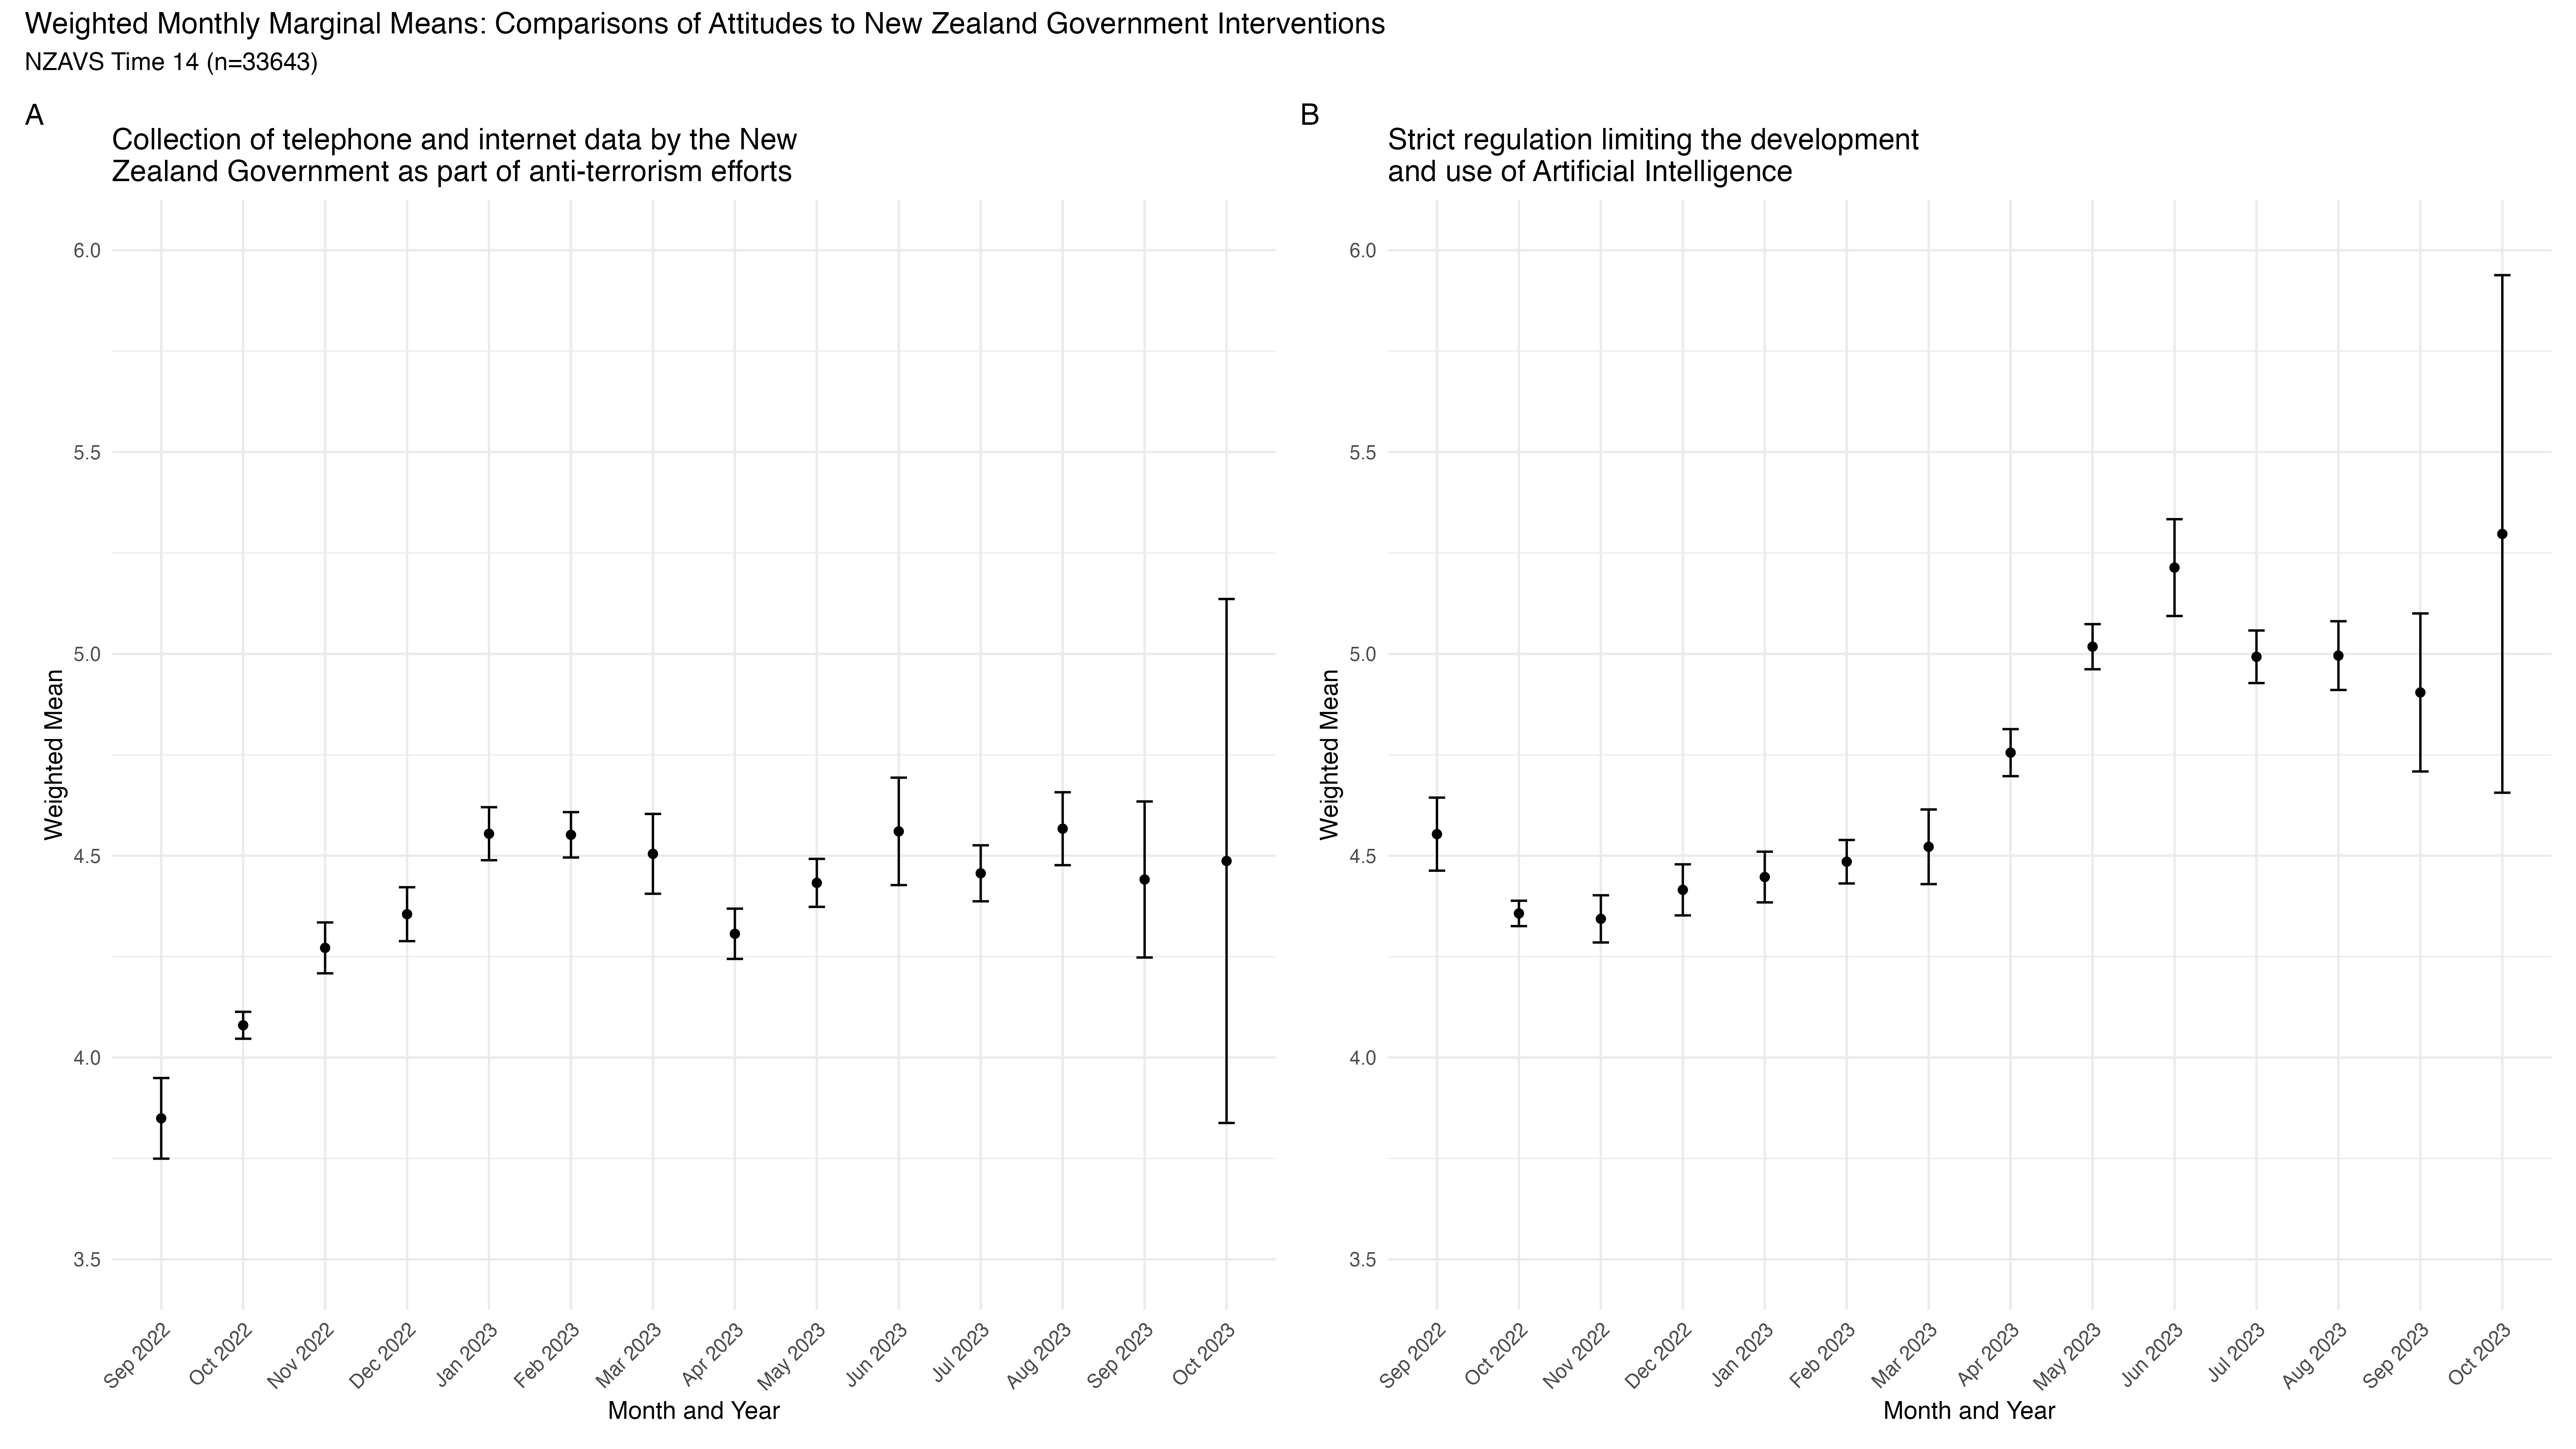 Weighted Monthly Marginal Means: Comparisons of Attitudes to New Zealand Government Interventions
NZAVS Time 14 (n=33643)
A
Collection of telephone and internet data by the New
Zealand Government as part of anti-terrorism efforts
6.0
5.5
5.0
4.5
4.0
3.5
Weighted Mean
Sep 2022
Oct 2022
Nov 2022
Dec 2022
Jan 2023
Feb 2023
Mar 2023
Apr 2023
May 2023
Jun 2023
Jul 2023
Aug 2023
Sep 2023
Oct 2023
Month and Year
B
Strict regulation limiting the development
and use of Artificial Intelligence
6.0
5.5
5.0
4.5
4.0
3.5
Weighted Mean
Sep 2022
Oct 2022
Nov 2022
Dec 2022
Jan 2023
Feb 2023
Mar 2023
Apr 2023
May 2023
Jun 2023
Jul 2023
Aug 2023
Sep 2023
Oct 2023
Month and Year